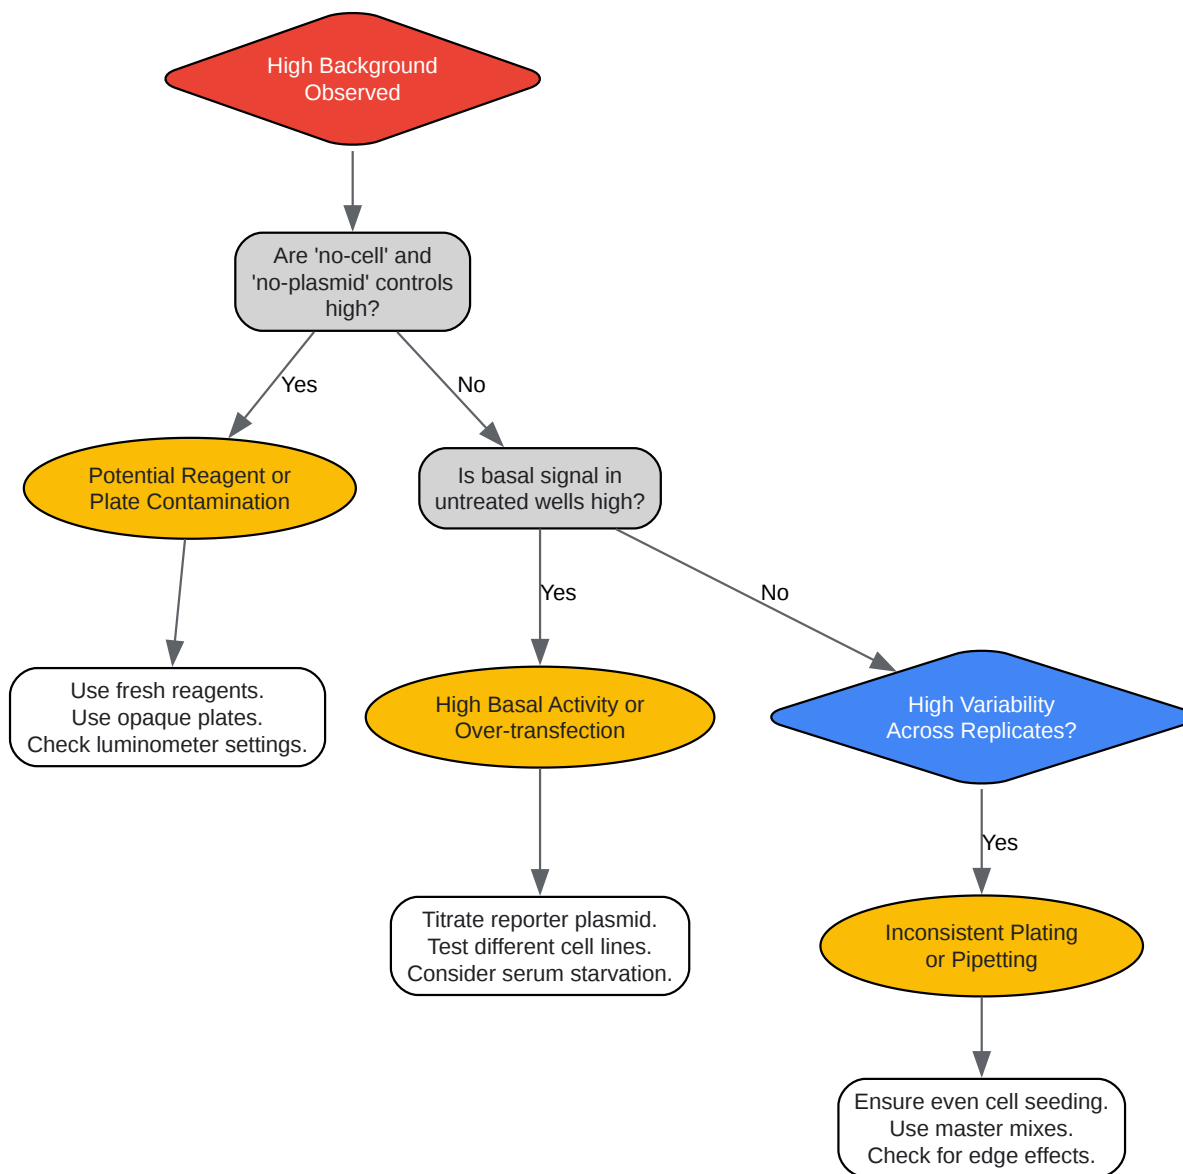 High Background
Observed
Are 'no-cell' and
'no-plasmid' controls
high?
Yes
No
Potential Reagent or
Plate Contamination
Is basal signal in
untreated wells high?
Yes
No
Use fresh reagents.
Use opaque plates.
Check luminometer settings.
High Basal Activity or
Over-transfection
High Variability
Across Replicates?
Yes
Titrate reporter plasmid.
Test different cell lines.
Consider serum starvation.
Inconsistent Plating
or Pipetting
Ensure even cell seeding.
Use master mixes.
Check for edge effects.